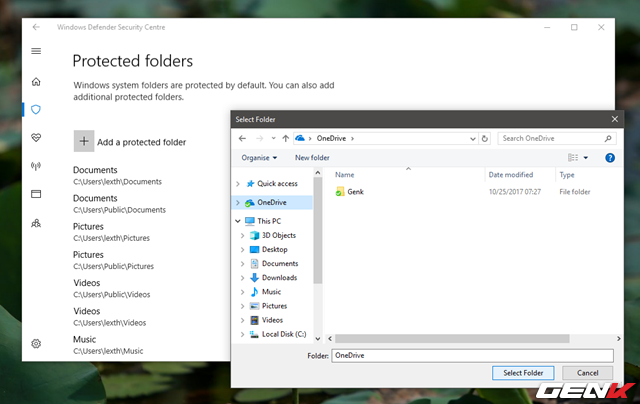 Windows Defender Security Centre
Protected folders
Windows system folders are protected by default. You can also add
additional protected folders.
Add a protected folder
Documents
C:\Users\lexth\Documents
Documents
C:\Users\Public\Documents
Pictures
C:\Users\lexth\Pictures
Pictures
C:\Users\Public\Pictures
Videos
C:\Users\Public\Videos
Videos
C:\Users\lexth\Videos
Music
C:\Users\lexth\Music
Select Folder
OneDrive
Search OneDrive
Organise
New folder
Quick access
OneDrive
This PC
3D Objects
Desktop
Documents
Downloads
Music
Pictures
Videos
Local Disk (C:)
Name
Date modified
Type
Genk
10/25/2017 07:27
File folder
Folder:
OneDrive
Select Folder
Cancel
GENK